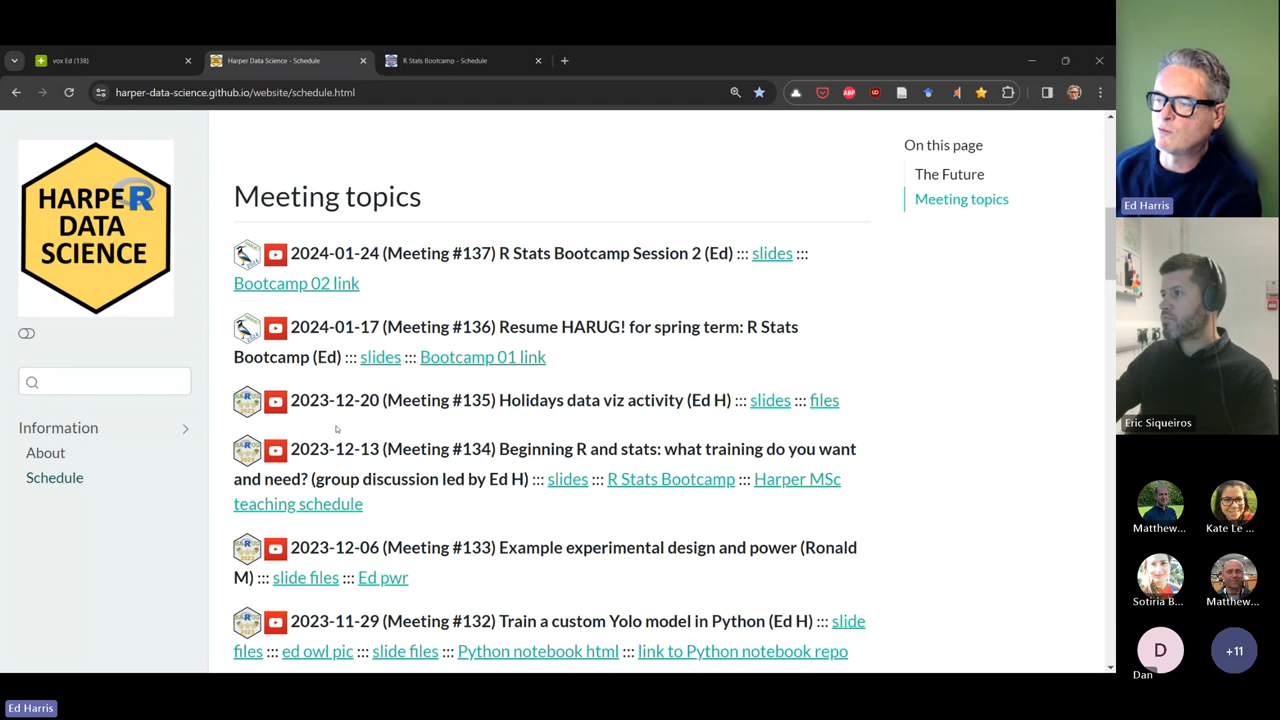 vox Ed (138)
Harper Data Science - Schedule
R Stats Bootcamp - Schedule
harper-data-science.github.io/website/schedule.html
ABP
HARPER
DATA
SCIENCE
Information
About
Schedule
Meeting topics
2024-01-24 (Meeting #137) R Stats Bootcamp Session 2 (Ed) ::: slides :::
Bootcamp 02 link
2024-01-17 (Meeting #136) Resume HARUG! for spring term: R Stats
Bootcamp (Ed) ::: slides ::: Bootcamp 01 link
2023-12-20 (Meeting #135) Holidays data viz activity (Ed H) ::: slides ::: files
2023-12-13 (Meeting #134) Beginning R and stats: what training do you want
and need? (group discussion led by Ed H) ::: slides ::: R Stats Bootcamp ::: Harper MSc
teaching schedule
2023-12-06 (Meeting #133) Example experimental design and power (Ronald
M) ::: slide files ::: Ed pwr
2023-11-29 (Meeting #132) Train a custom Yolo model in Python (Ed H) ::: slide
files ::: ed owl pic ::: slide files ::: Python notebook html ::: link to Python notebook repo
On this page
The Future
Meeting topics
Ed Harris
Eric Siqueiros
Matthew...
Kate Le ...
Sotiria B...
Matthew...
D
Dan
+11
Ed Harris